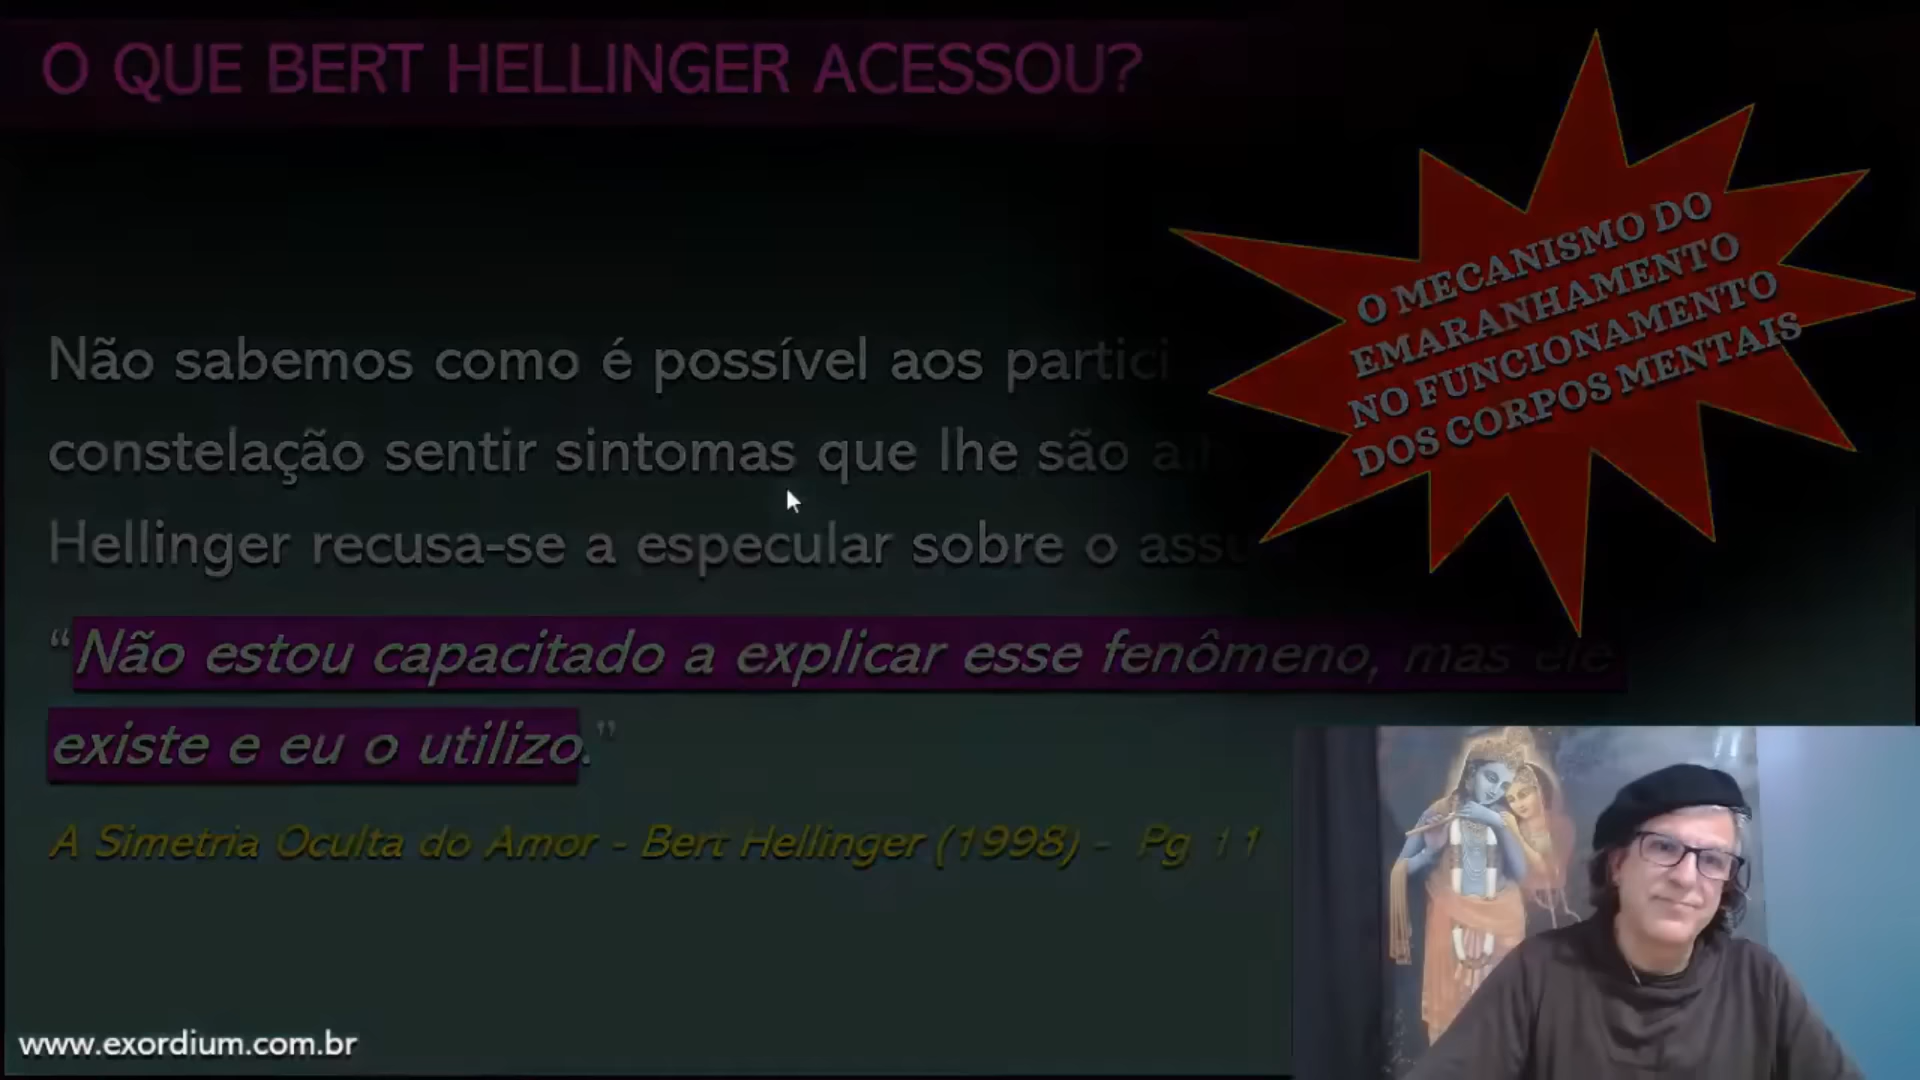 O QUE BERT HELLINGER ACESSOU?
O MECANISMO DO
EMARANHAMENTO
NO FUNCIONAMENTO
DOS CORPOS MENTAIS
Não sabemos como é possível aos partici
constelação sentir sintomas que lhe são
Hellinger recusa-se a especular sobre o assu
“Não estou capacitado a explicar esse fenômeno, mas ele
existe e eu o utilizo.”
A Simetria Oculta do Amor - Bert Hellinger (1998) - Pg 11
www.exordium.com.br